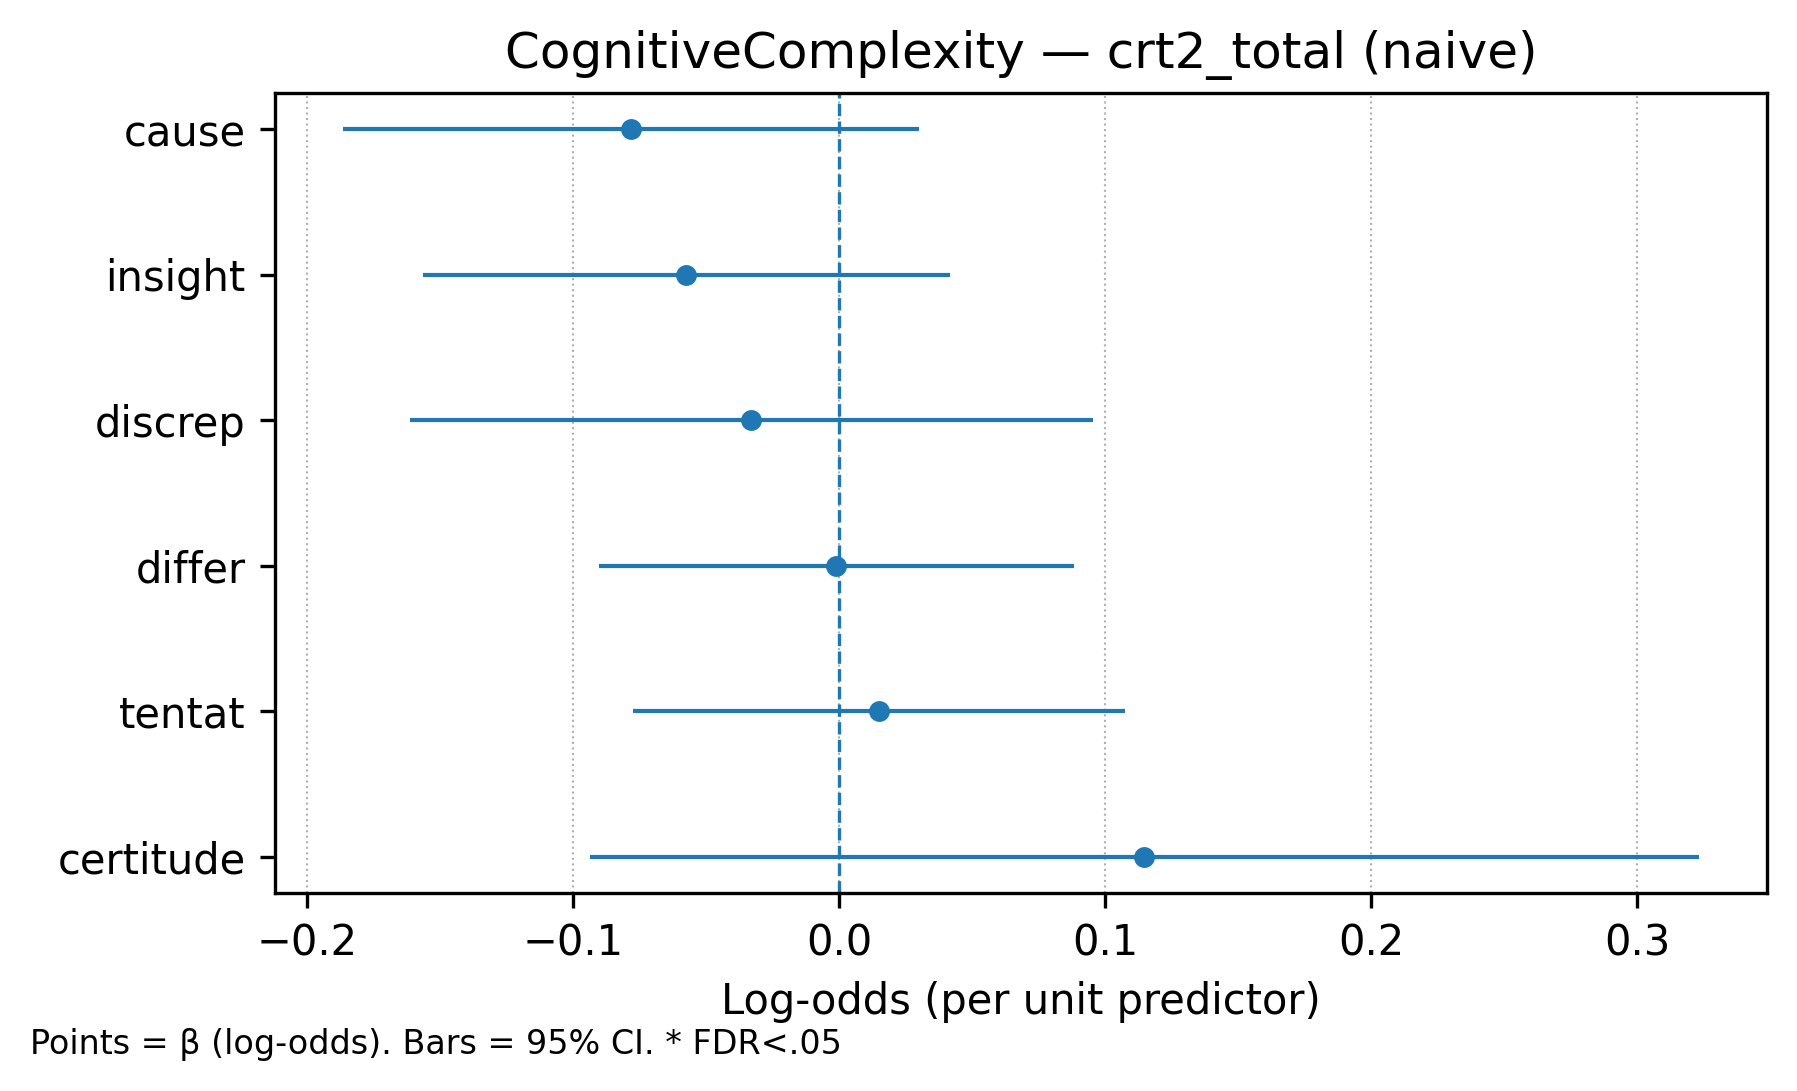 CognitiveComplexity — crt2_total (naive)
cause
insight
discrep
differ
tentat
certitude
−0.2 −0.1 0.0 0.1 0.2 0.3
Log-odds (per unit predictor)
Points = β (log-odds). Bars = 95% CI. * FDR<.05